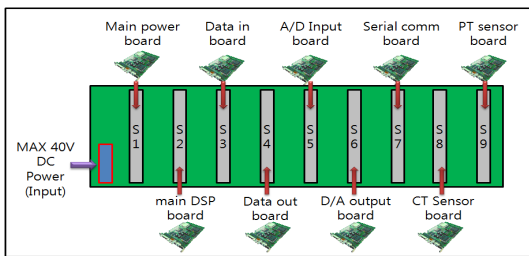 Main power
board
Data in
board
A/D Input
board
Serial comm
board
PT sensor
board
MAX 40V
DC
Power
(Input)
S
1
S
2
S
3
S
4
S
5
S
6
S
7
S
8
S
9
main DSP
board
Data out
board
D/A output
board
CT Sensor
board